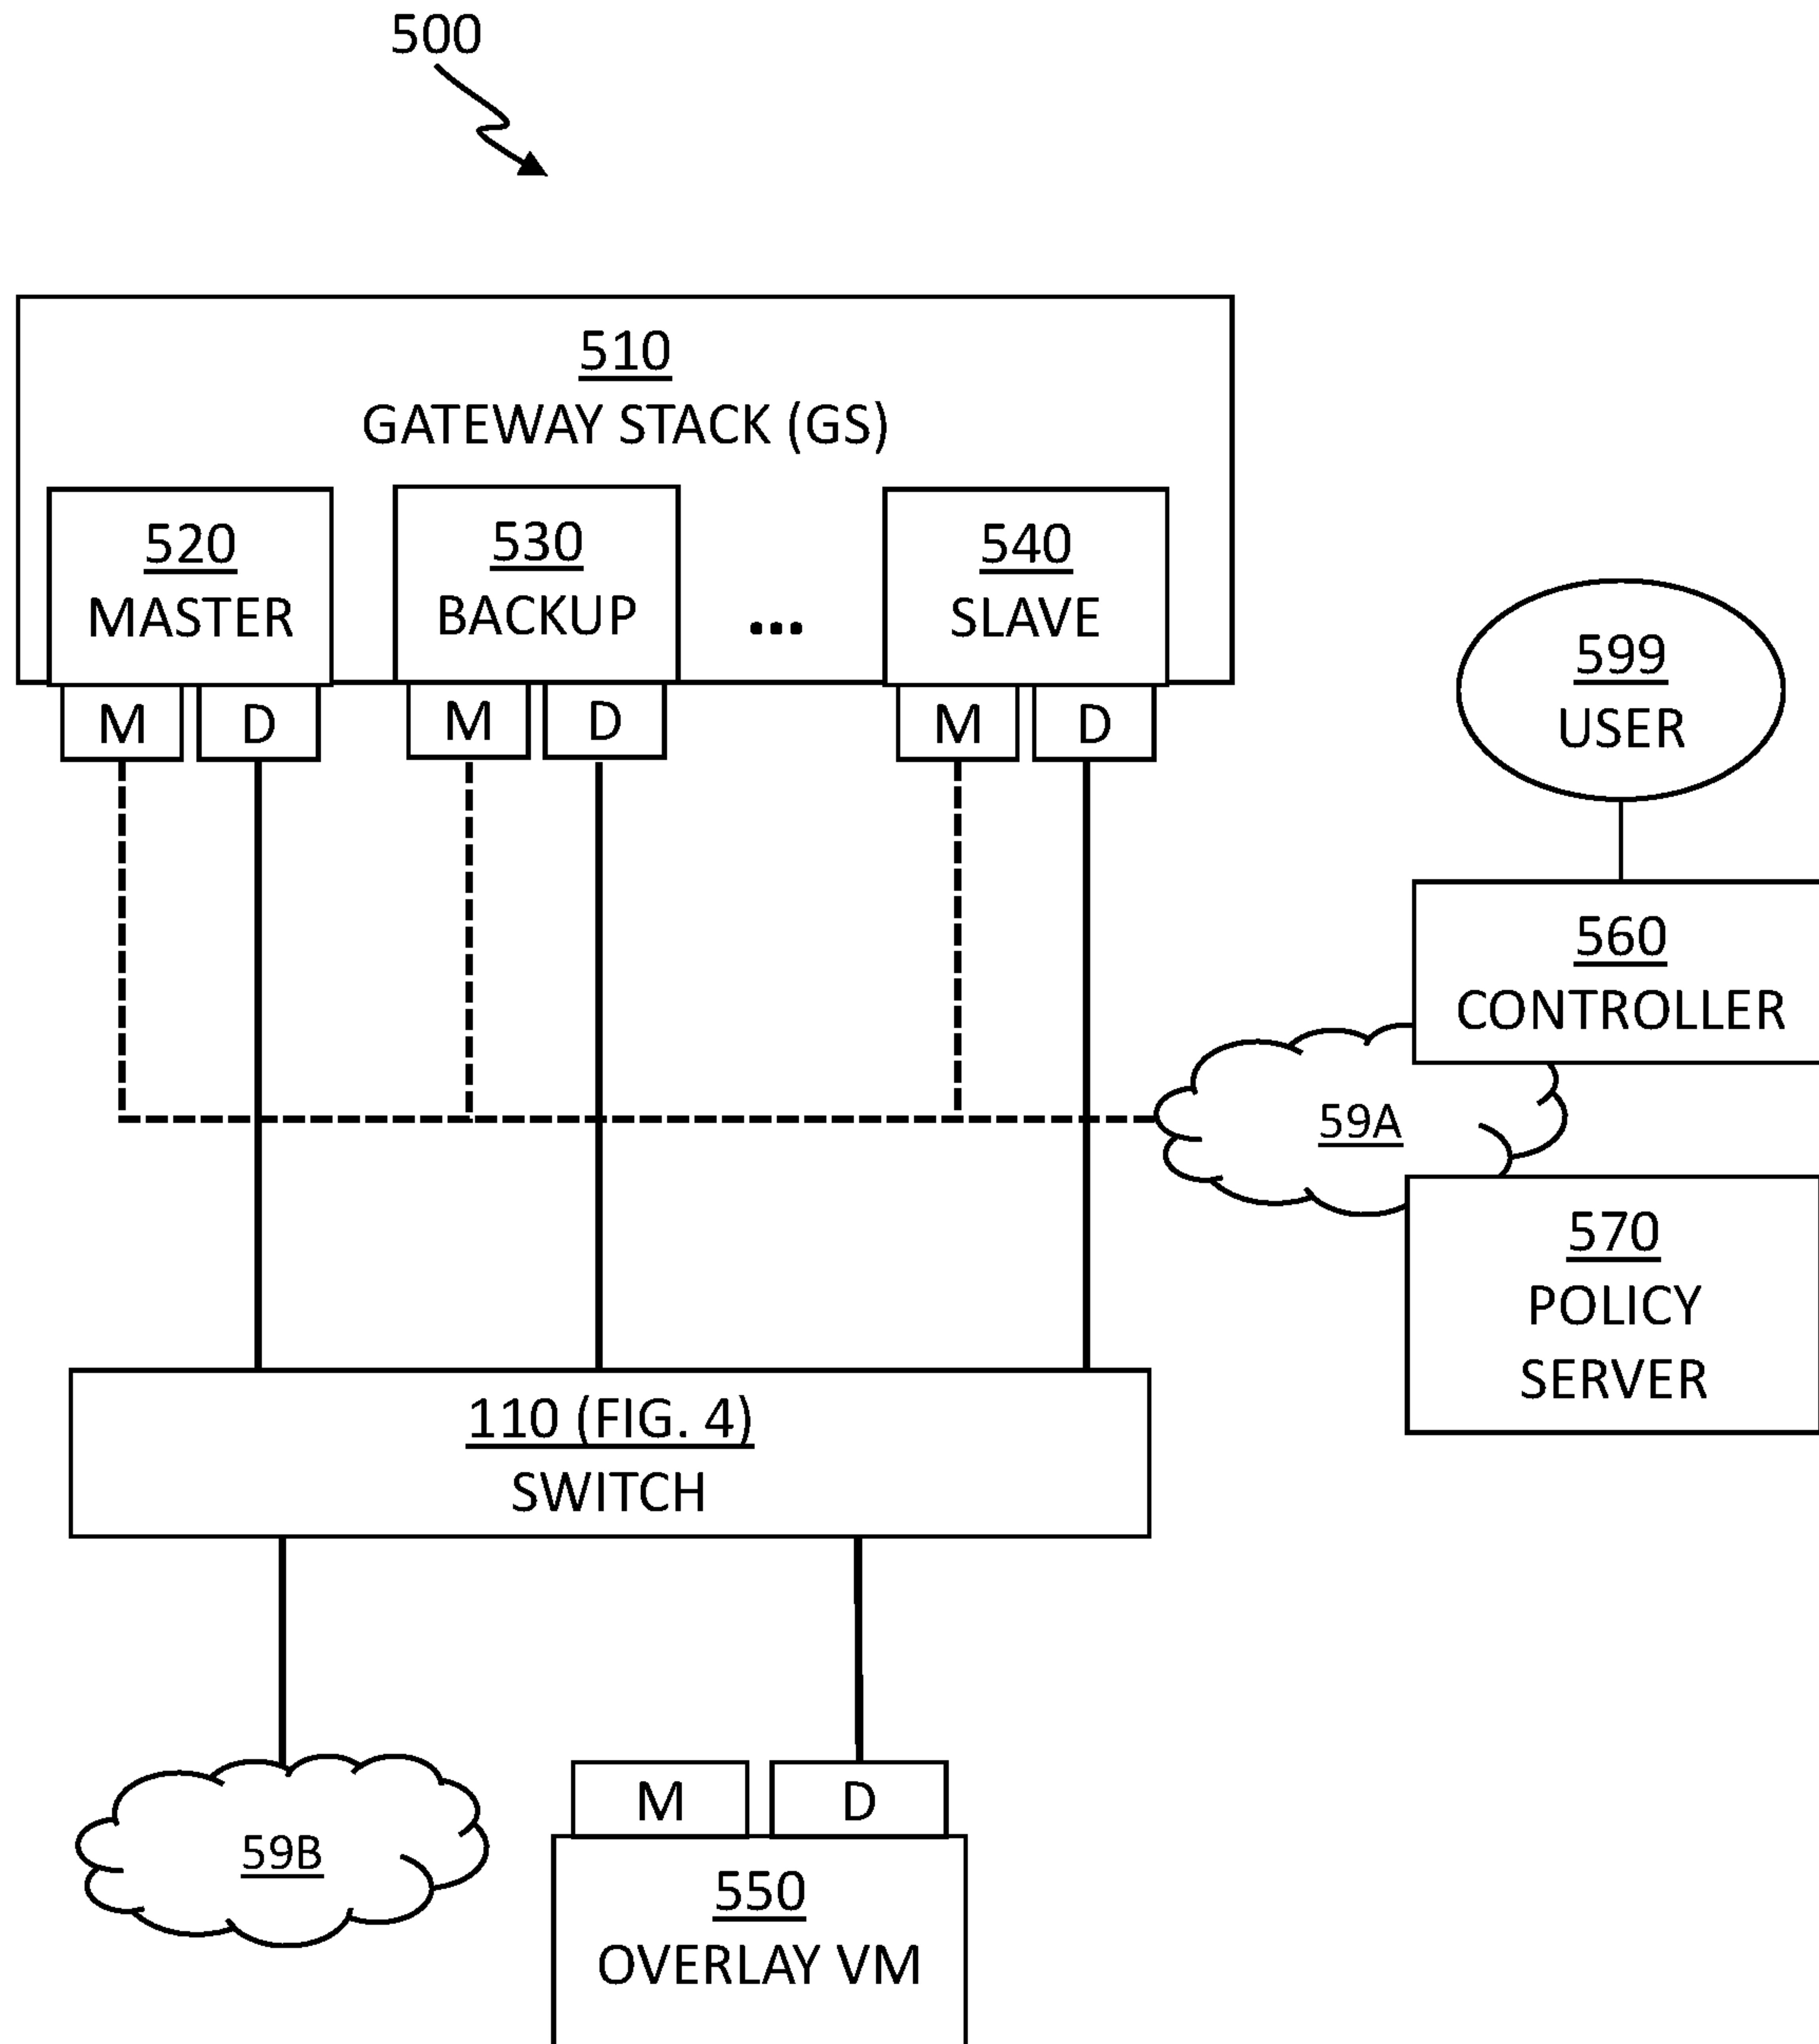 500
510
GATEWAY STACK (GS)
520
MASTER
530
BACKUP
...
540
SLAVE
M
D
M
D
M
D
599
USER
560
CONTROLLER
59A
570
POLICY
SERVER
110 (FIG. 4)
SWITCH
59B
M
D
550
OVERLAY VM